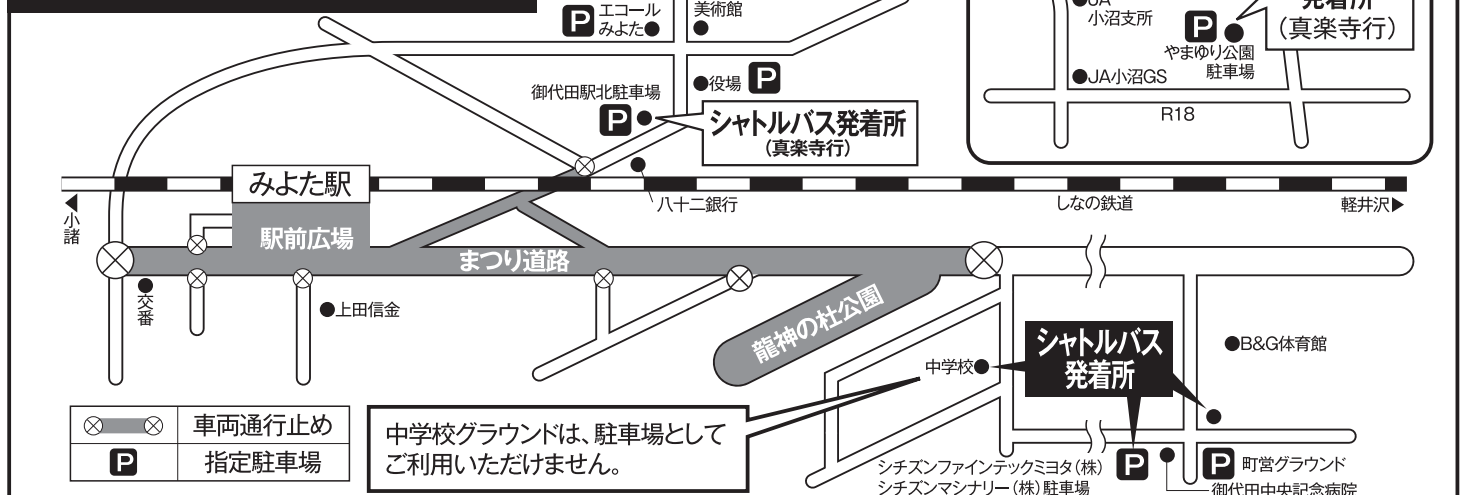 エコール
みよた
P
美術館
JA
小沼支所
P
やまゆり公園
駐車場
発着所
(真楽寺行)
JA小沼GS
R18
御代田駅北駐車場
P
役場
P
シャトルバス発着所
(真楽寺行)
みよた駅
小諸
八十二銀行
しなの鉄道
軽井沢
駅前広場
まつり道路
交番
上田信金
龍神の杜公園
中学校
シャトルバス
発着所
B&G体育館
車両通行止め
P
指定駐車場
中学校グラウンドは、駐車場として
ご利用いただけません。
シチズンファインテックミヨタ(株)
シチズンマシナリー(株)駐車場
P
P
町営グラウンド
御代田中央記念病院